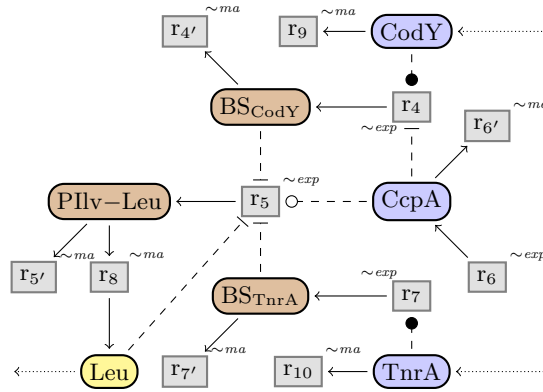 ∼ma ∼ma
r4′ r9 CodY
BSCodY r4 ∼ma
∼exp r6′
∼exp
PIlv−Leu r5 CcpA
∼ma ∼ma ∼exp ∼exp
r5′ r8 r7 r6
BSTnrA
∼ma ∼ma
Leu r7′ r10 TnrA